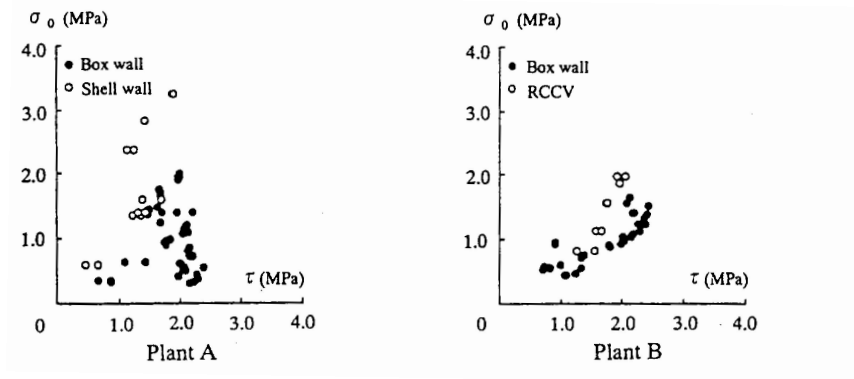 σ 0 (MPa)
4.0
● Box wall
○ Shell wall
3.0
2.0
1.0
τ (MPa)
0 1.0 2.0 3.0 4.0
Plant A
σ 0 (MPa)
4.0
● Box wall
○ RCCV
3.0
2.0
1.0
τ (MPa)
0 1.0 2.0 3.0 4.0
Plant B